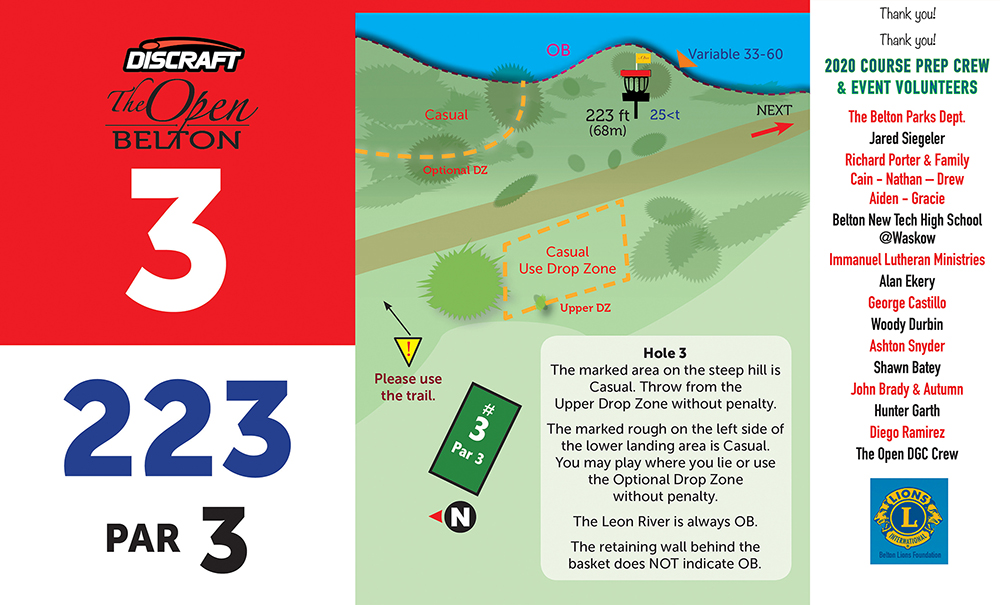 DISCRAFT
The Open
BELTON
3
223
PAR 3
OB
Variable 33-60
Casual
223 ft
(68m)
25<t
NEXT
Optional DZ
Casual
Use Drop Zone
Upper DZ
!
Please use
the trail.
#
3
Par 3
N
Hole 3
The marked area on the steep hill is
Casual. Throw from the
Upper Drop Zone without penalty.
The marked rough on the left side of
the lower landing area is Casual.
You may play where you lie or use
the Optional Drop Zone
without penalty.
The Leon River is always OB.
The retaining wall behind the
basket does NOT indicate OB.
Thank you!
Thank you!
2020 COURSE PREP CREW
& EVENT VOLUNTEERS
The Belton Parks Dept.
Jared Siegeler
Richard Porter & Family
Cain - Nathan – Drew
Aiden - Gracie
Belton New Tech High School
@Waskow
Immanuel Lutheran Ministries
Alan Ekery
George Castillo
Woody Durbin
Ashton Snyder
Shawn Batey
John Brady & Autumn
Hunter Garth
Diego Ramirez
The Open DGC Crew
LIONS
L
INTERNATIONAL
Belton Lions Foundation